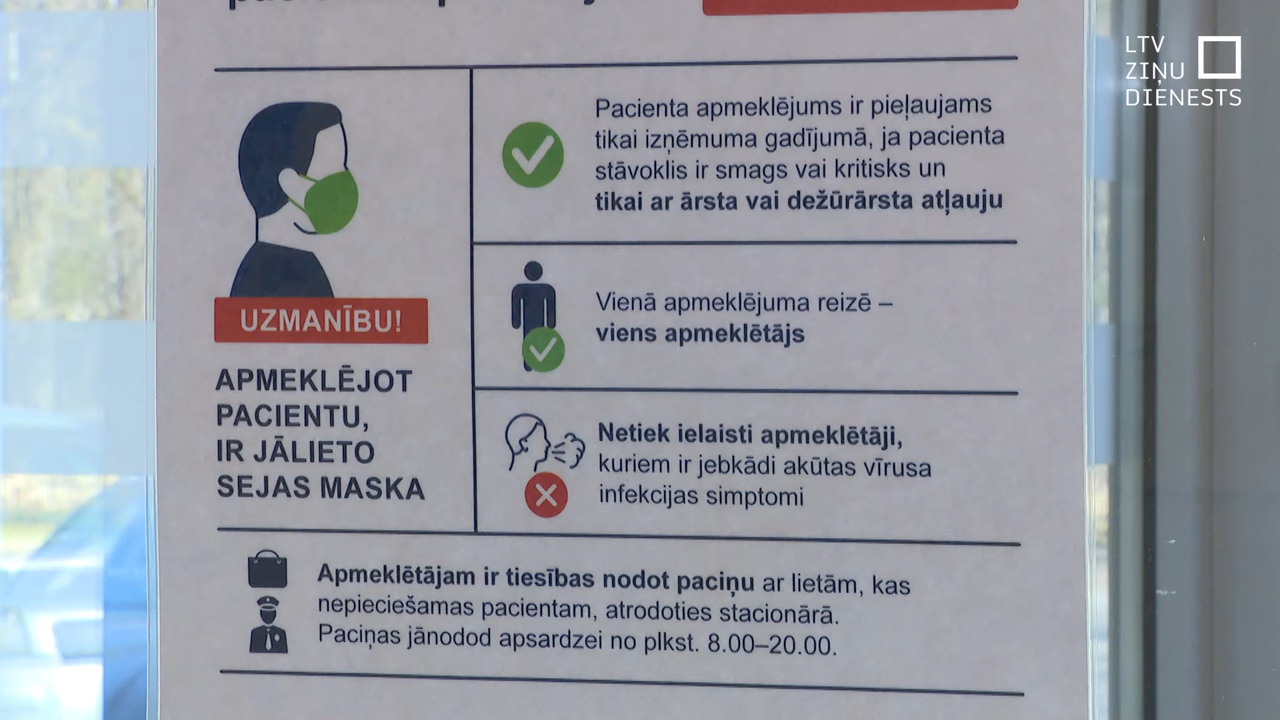 LTV
ZIŅU
DIENESTS
UZMANĪBU!
APMEKLĒJOT
PACIENTU,
IR JĀLIETO
SEJAS MASKA
Pacienta apmeklējums ir pieļaujams
tikai izņēmuma gadījumā, ja pacienta
stāvoklis ir smags vai kritisks un
tikai ar ārsta vai dežūrārsta atļauju
Vienā apmeklējuma reizē –
viens apmeklētājs
Netiek ielaisti apmeklētāji,
kuriem ir jebkādi akūtas vīrusa
infekcijas simptomi
Apmeklētājam ir tiesības nodot paciņu ar lietām, kas
nepieciešamas pacientam, atrodoties stacionārā.
Paciņas jānodod apsardzei no plkst. 8.00–20.00.